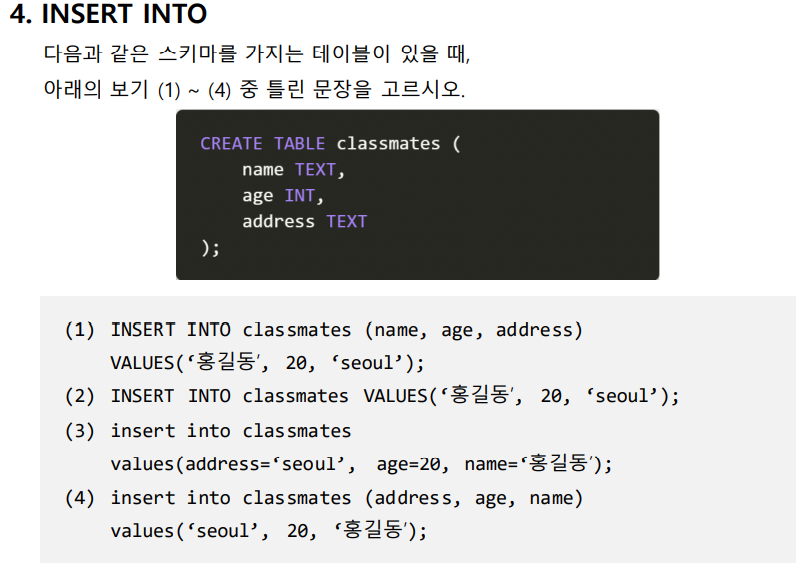 4. INSERT INTO
다음과 같은 스키마를 가지는 테이블이 있을 때,
아래의 보기 (1) ~ (4) 중 틀린 문장을 고르시오.
CREATE TABLE classmates (
name TEXT,
age INT,
address TEXT
);
(1) INSERT INTO classmates (name, age, address)
VALUES(‘홍길동’, 20, ‘seoul’);
(2) INSERT INTO classmates VALUES(‘홍길동’, 20, ‘seoul’);
(3) insert into classmates
values(address=‘seoul’, age=20, name=‘홍길동’);
(4) insert into classmates (address, age, name)
values(‘seoul’, 20, ‘홍길동’);